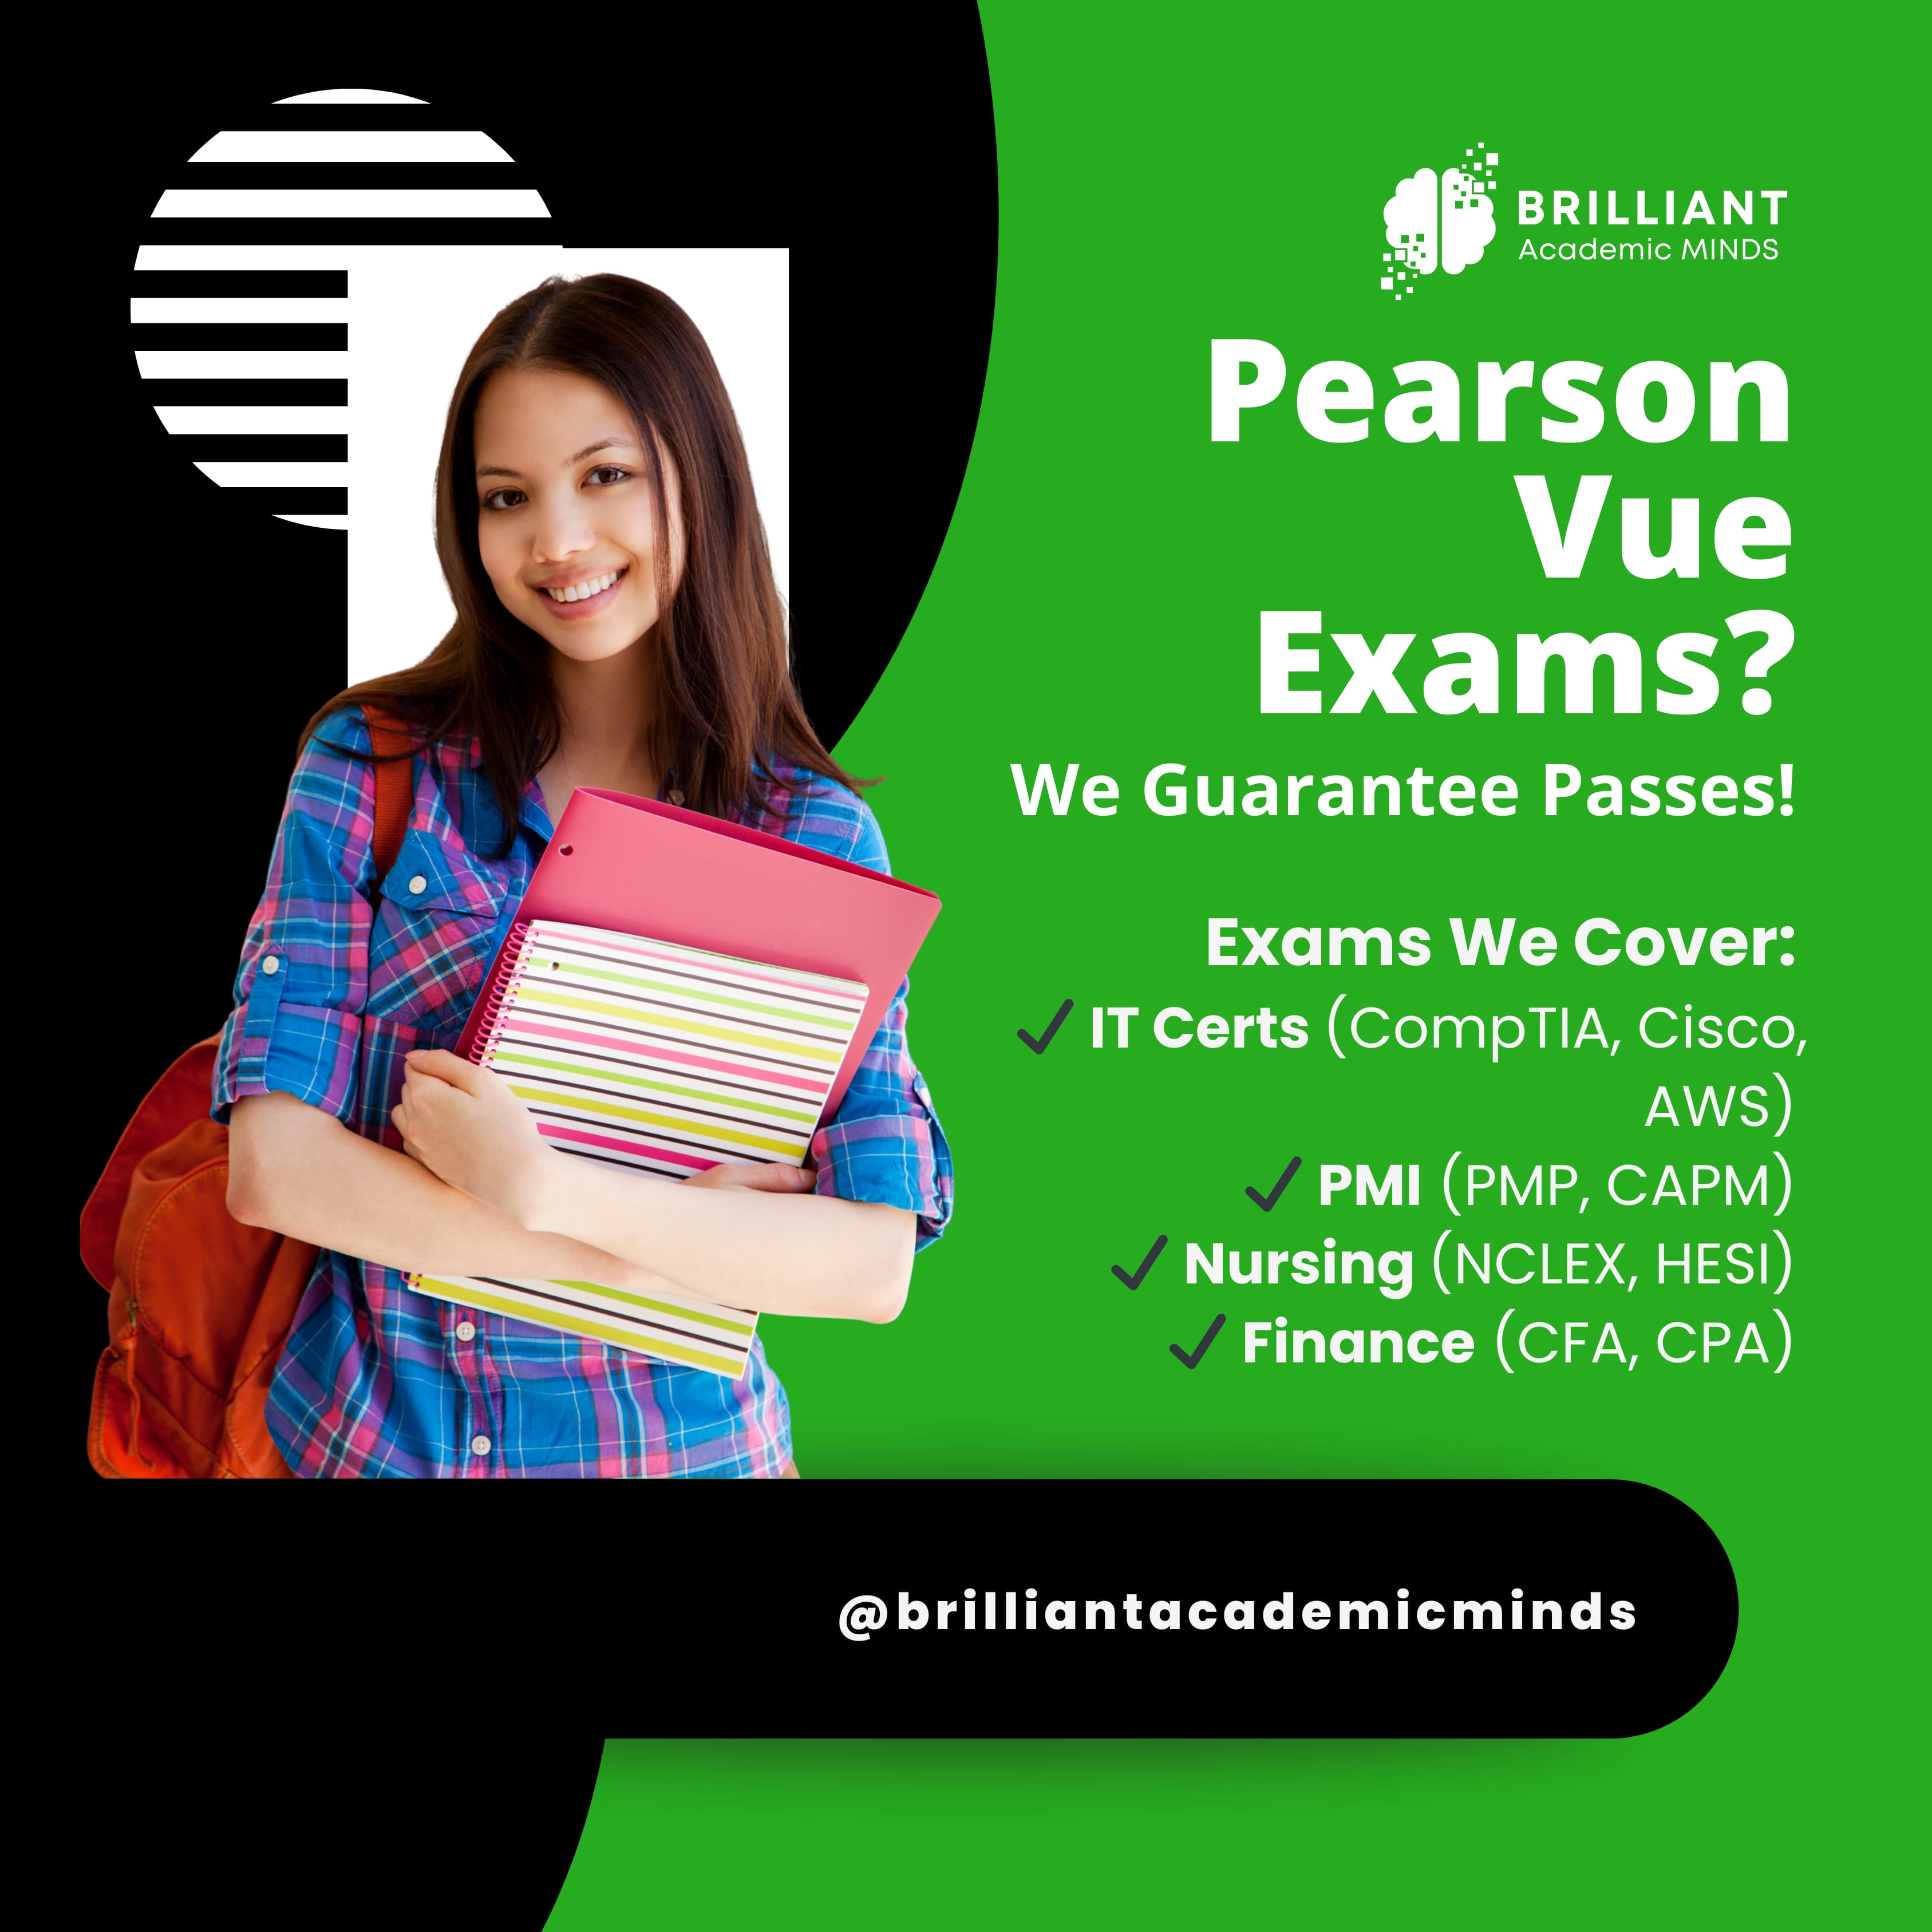 BRILLIANT
Academic MINDS
Pearson
Vue
Exams?
We Guarantee Passes!
Exams We Cover:
IT Certs (CompTIA, Cisco,
AWS)
PMI (PMP, CAPM)
Nursing (NCLEX, HESI)
Finance (CFA, CPA)
@brilliantacademicminds